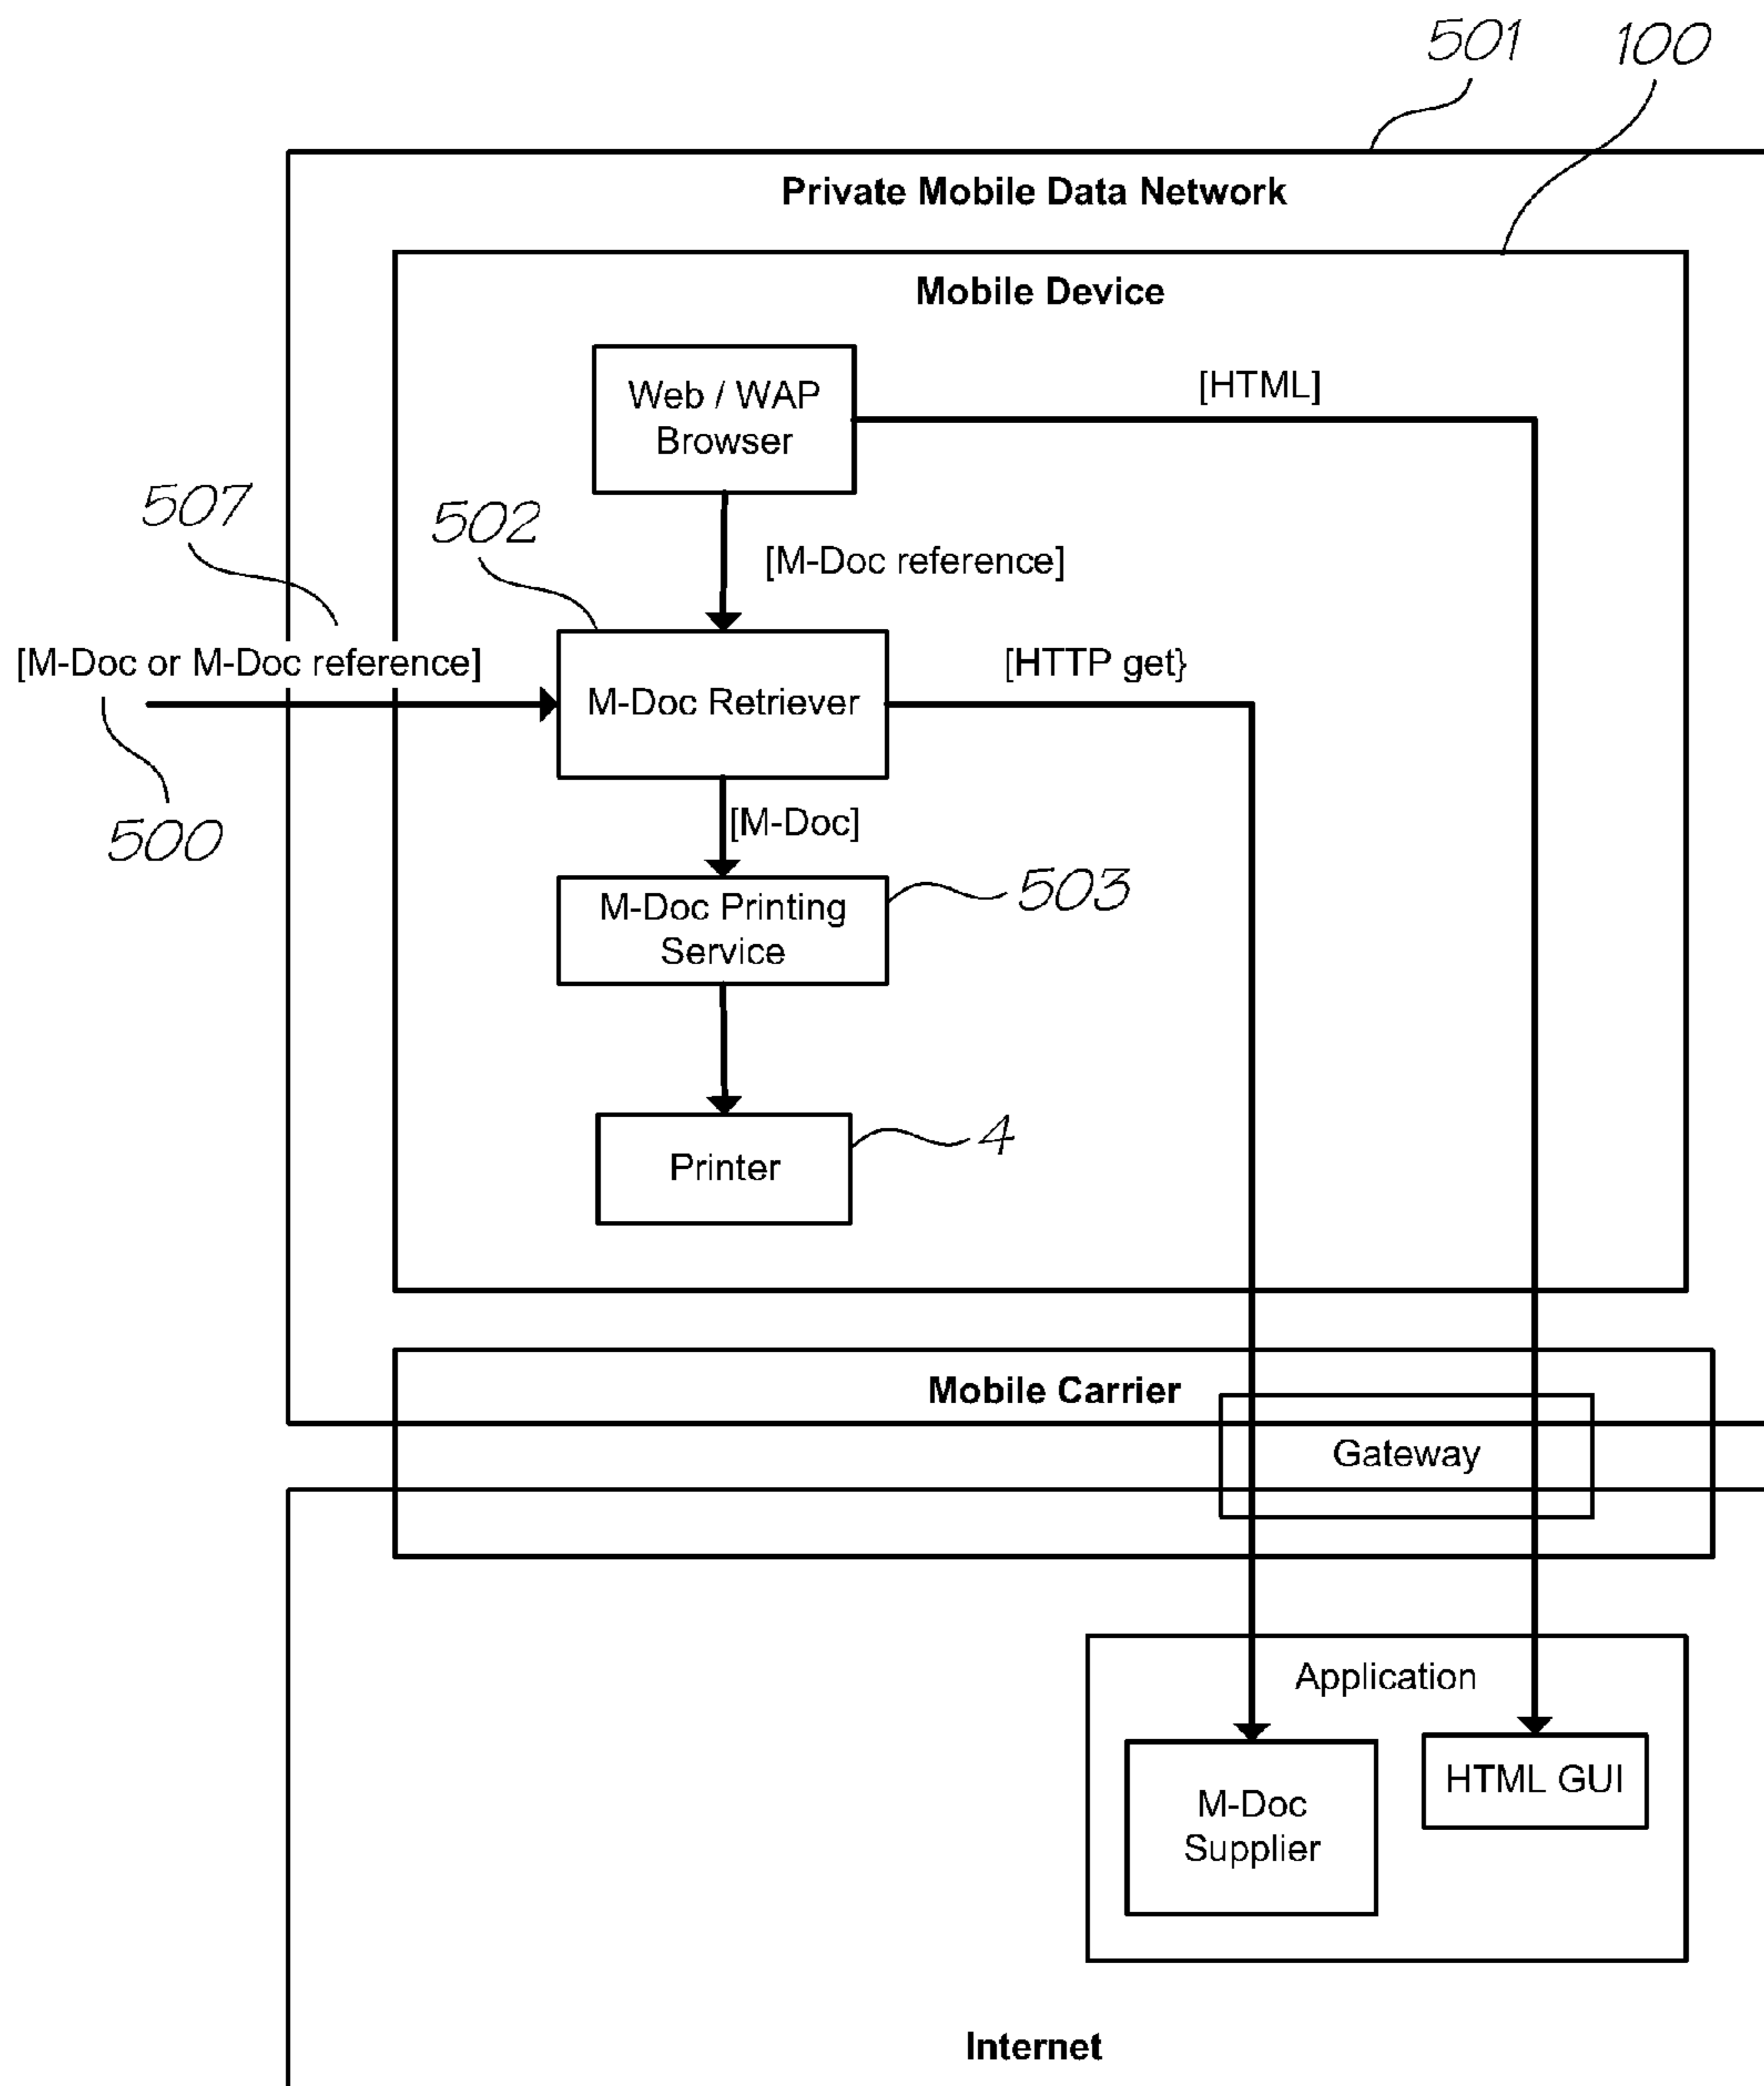 501
100
Private Mobile Data Network
Mobile Device
Web / WAP
Browser
[HTML]
507
502
[M-Doc reference]
[M-Doc or M-Doc reference]
M-Doc Retriever
[HTTP get}
500
[M-Doc]
M-Doc Printing
Service
503
Printer
4
Mobile Carrier
Gateway
Application
M-Doc
Supplier
HTML GUI
Internet